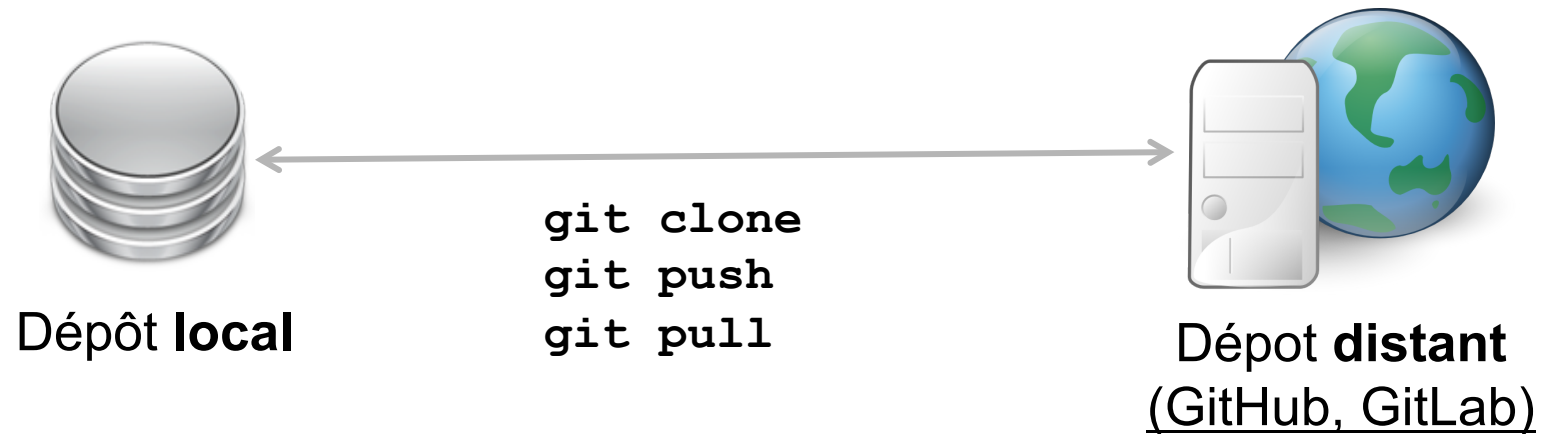 git clone
git push
git pull
Dépôt local
Dépot distant
(GitHub, GitLab)